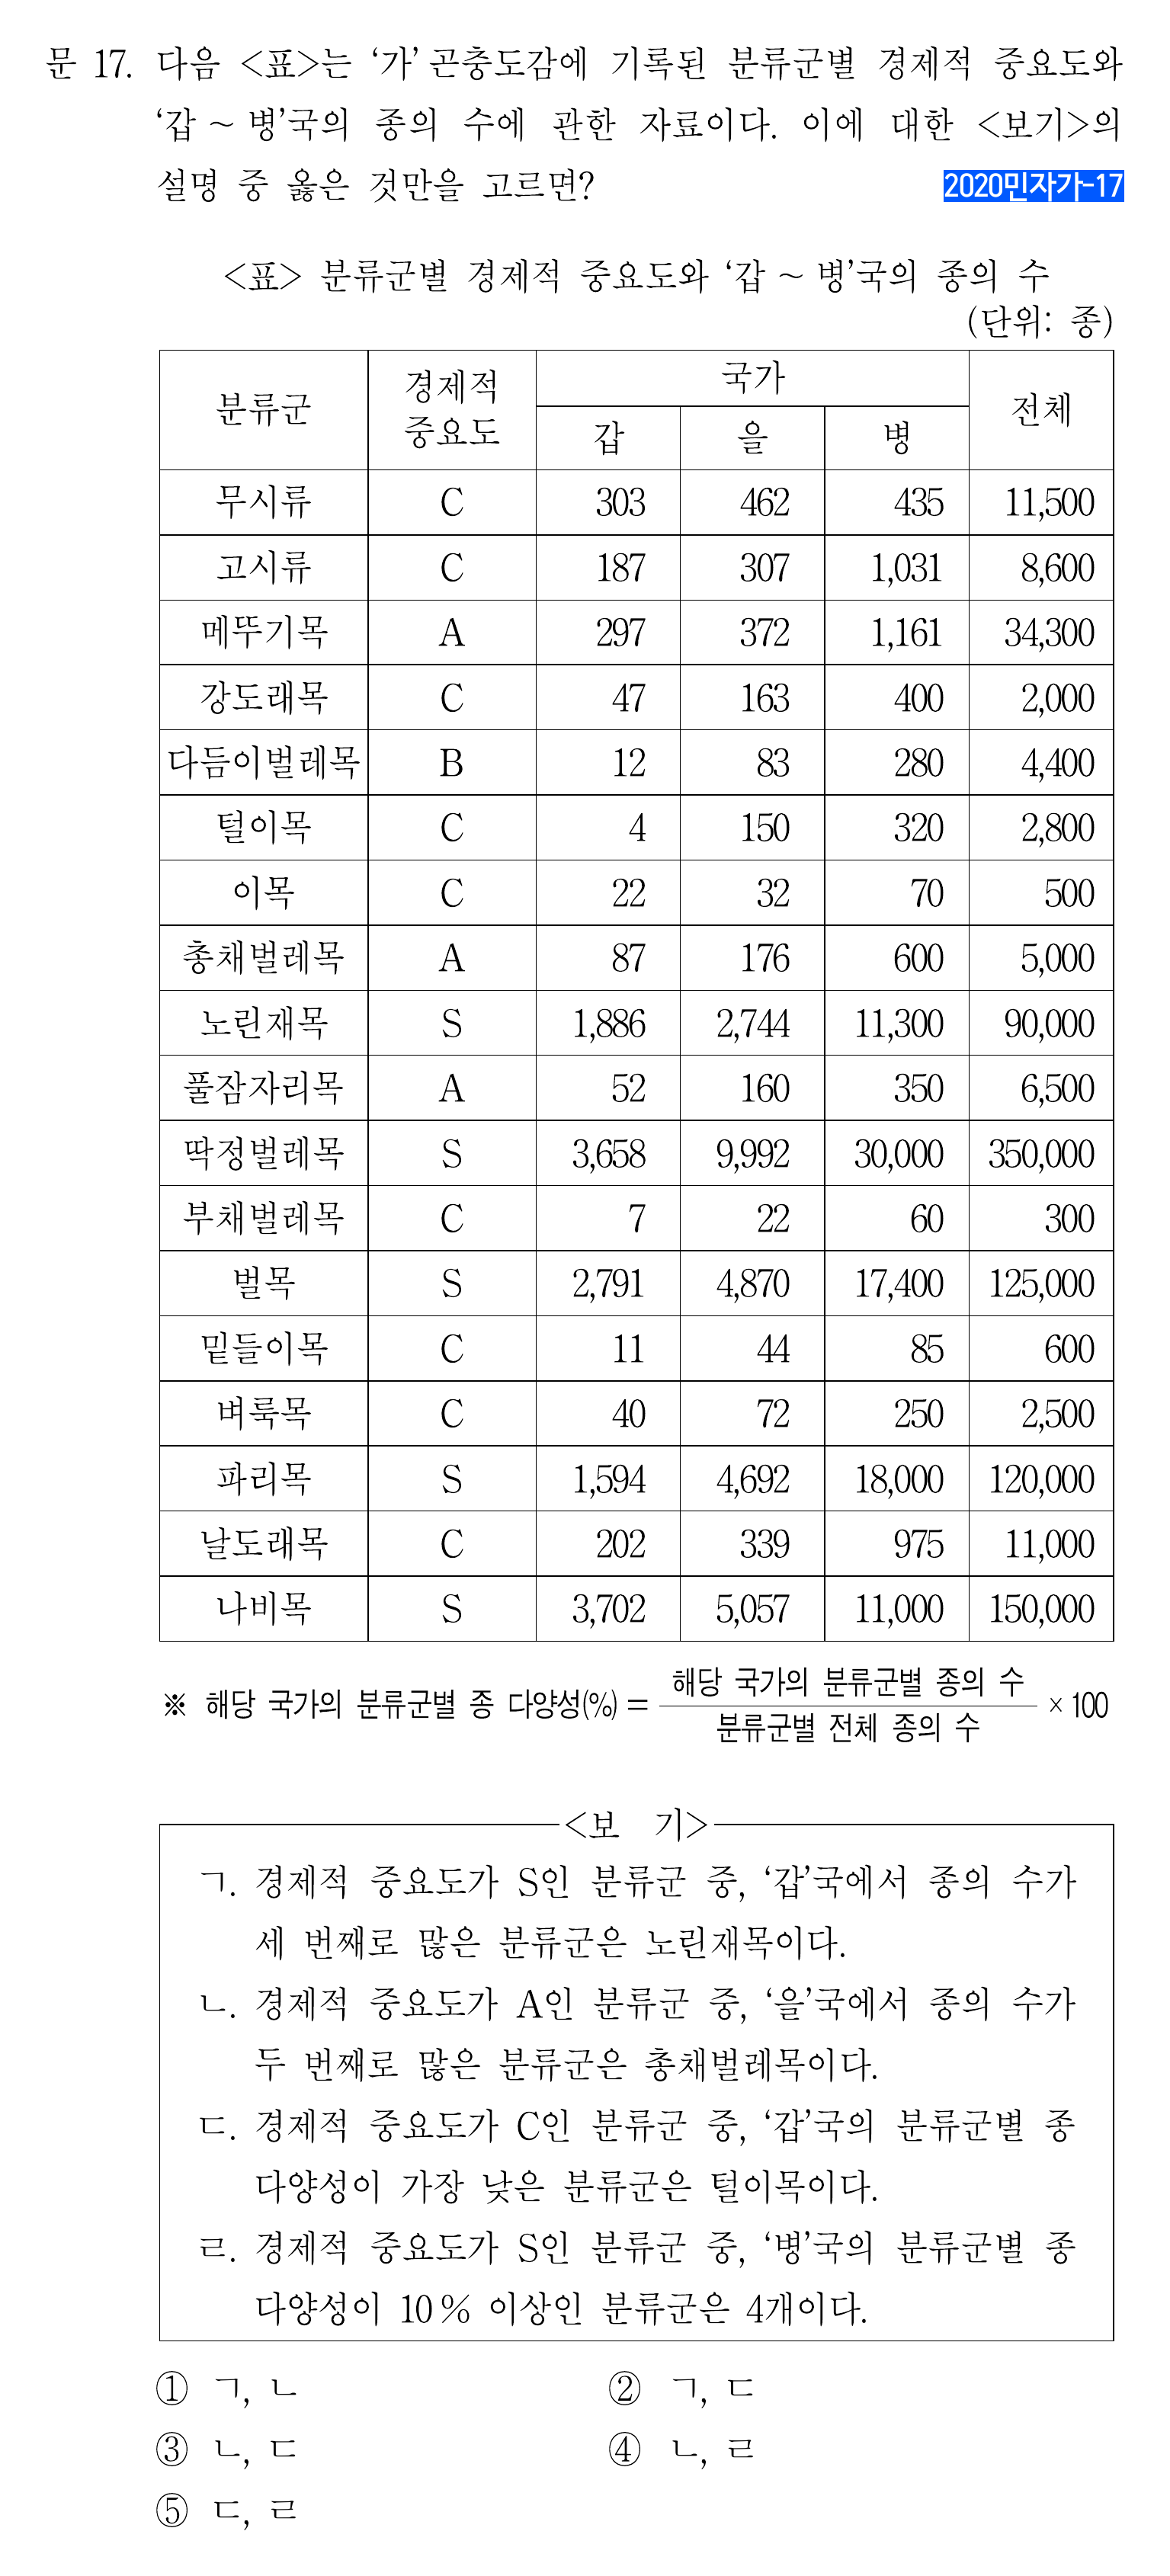 문 17. 다음 <표>는 ‘가’ 곤충도감에 기록된 분류군별 경제적 중요도와
‘갑 ~ 병’국의 종의 수에 관한 자료이다. 이에 대한 <보기>의
설명 중 옳은 것만을 고르면?
2020민자가-17
<표> 분류군별 경제적 중요도와 ‘갑 ~ 병’국의 종의 수
(단위: 종)
분류군 경제적 중요도 국가 전체
갑 을 병
무시류 C 303 462 435 11,500
고시류 C 187 307 1,031 8,600
메뚜기목 A 297 372 1,161 34,300
강도래목 C 47 163 400 2,000
다듬이벌레목 B 12 83 280 4,400
털이목 C 4 150 320 2,800
이목 C 22 32 70 500
총채벌레목 A 87 176 600 5,000
노린재목 S 1,886 2,744 11,300 90,000
풀잠자리목 A 52 160 350 6,500
딱정벌레목 S 3,658 9,992 30,000 350,000
부채벌레목 C 7 22 60 300
벌목 S 2,791 4,870 17,400 125,000
밑들이목 C 11 44 85 600
벼룩목 C 40 72 250 2,500
파리목 S 1,594 4,692 18,000 120,000
날도래목 C 202 339 975 11,000
나비목 S 3,702 5,057 11,000 150,000
※ 해당 국가의 분류군별 종 다양성(%) = 해당 국가의 분류군별 종의 수 / 분류군별 전체 종의 수 × 100
<보 기>
ㄱ. 경제적 중요도가 S인 분류군 중, ‘갑’국에서 종의 수가
세 번째로 많은 분류군은 노린재목이다.
ㄴ. 경제적 중요도가 A인 분류군 중, ‘을’국에서 종의 수가
두 번째로 많은 분류군은 총채벌레목이다.
ㄷ. 경제적 중요도가 C인 분류군 중, ‘갑’국의 분류군별 종
다양성이 가장 낮은 분류군은 털이목이다.
ㄹ. 경제적 중요도가 S인 분류군 중, ‘병’국의 분류군별 종
다양성이 10% 이상인 분류군은 4개이다.
① ㄱ, ㄴ ② ㄱ, ㄷ
③ ㄴ, ㄷ ④ ㄴ, ㄹ
⑤ ㄷ, ㄹ